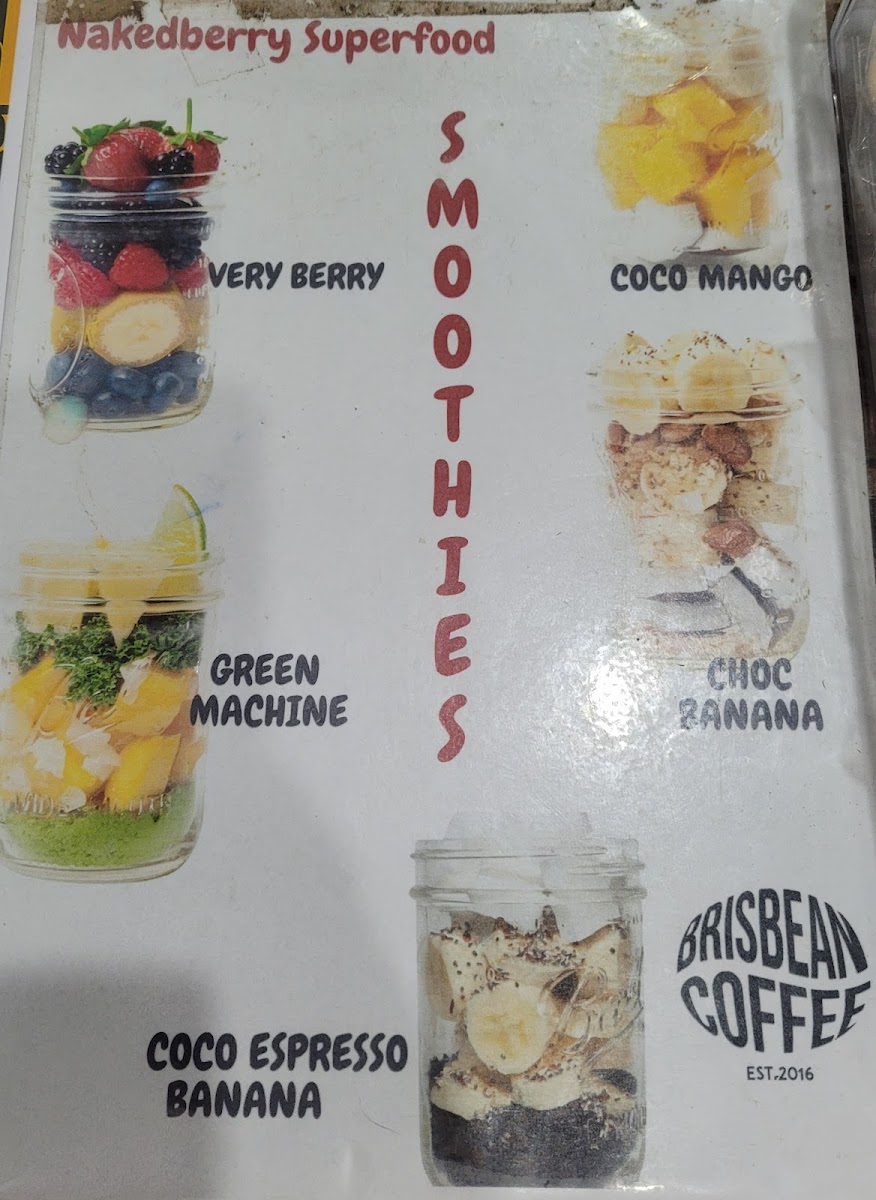 Nakedberry Superfood
SMOOTHIES
VERY BERRY
COCO MANGO
GREEN
MACHINE
CHOC
BANANA
COCO ESPRESSO
BANANA
BRISBEAN
COFFEE
EST.2016